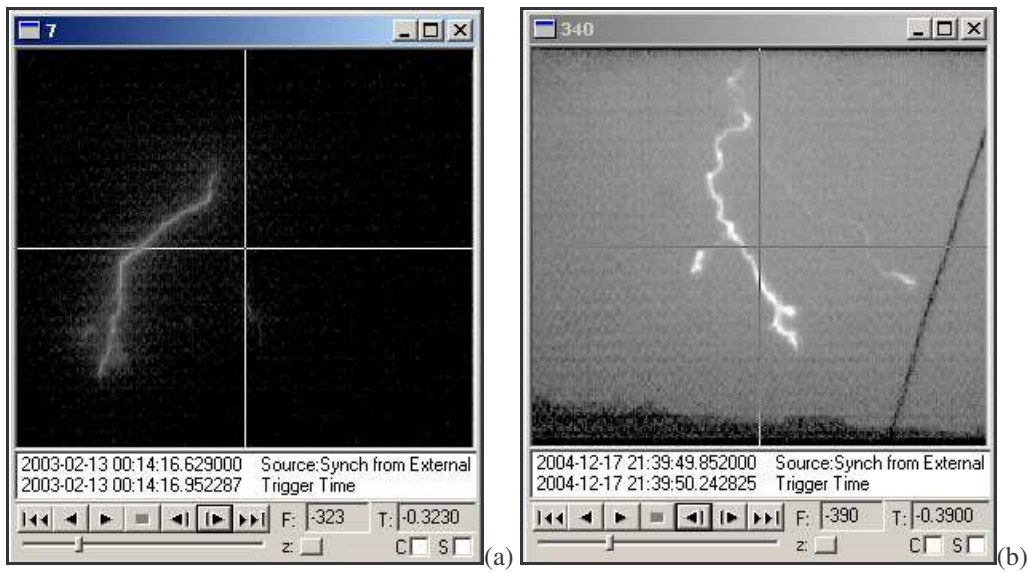 7
2003-02-13 00:14:16.629000 Source:Synch from External
2003-02-13 00:14:16.952287 Trigger Time
F: -323 T: -0.3230
z: C S
(a)
340
2004-12-17 21:39:49.852000 Source:Synch from External
2004-12-17 21:39:50.242825 Trigger Time
F: -390 T: -0.3900
z: C S
(b)